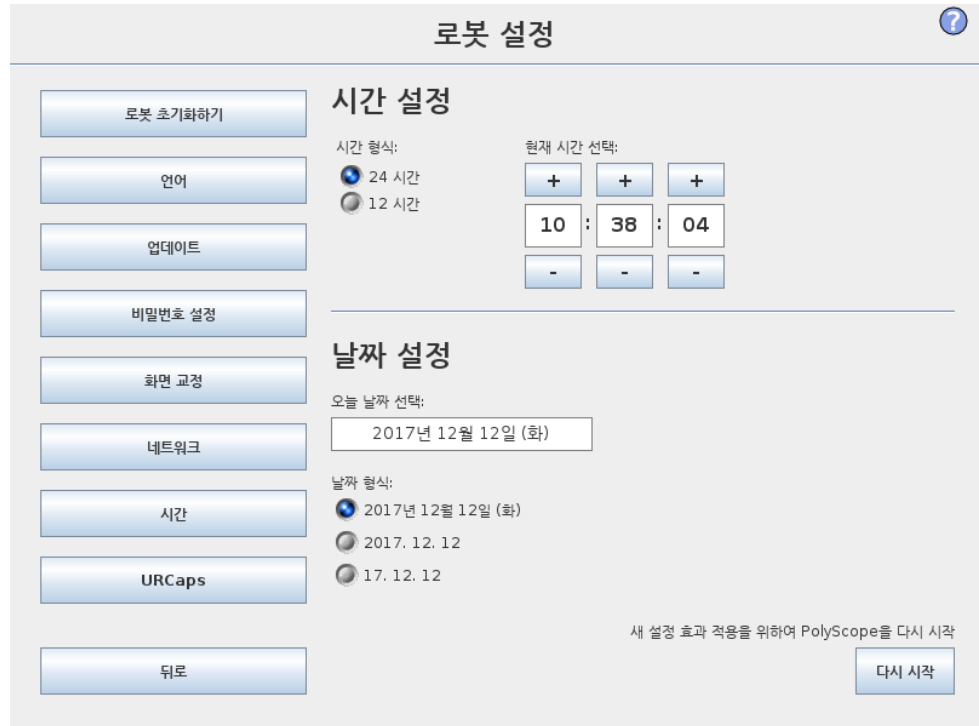 로봇 설정
?
로봇 초기화하기
언어
업데이트
비밀번호 설정
화면 교정
네트워크
시간
URCaps
뒤로
시간 설정
시간 형식:
24 시간
12 시간
현재 시간 선택:
+ + +
10 : 38 : 04
- - -
날짜 설정
오늘 날짜 선택:
2017년 12월 12일 (화)
날짜 형식:
2017년 12월 12일 (화)
2017. 12. 12
17. 12. 12
새 설정 효과 적용을 위하여 PolyScope을 다시 시작
다시 시작